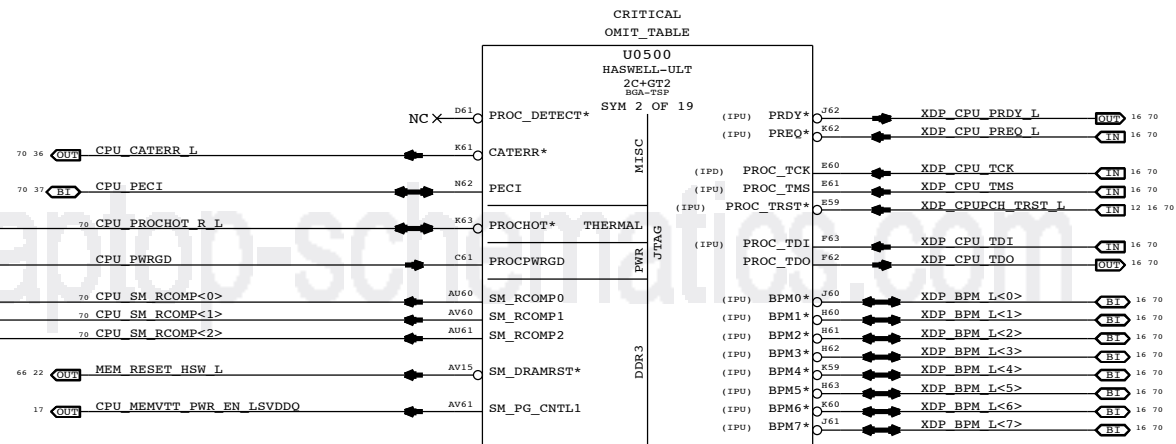 CRITICAL
OMIT_TABLE
U0500
HASWELL-ULT
2C+GT2
BGA-TSP
SYM 2 OF 19
NC D61 PROC_DETECT* (IPU) PRDY* J62 XDP_CPU_PRDY_L OUT 16 70
(IPU) PREQ* K62 XDP_CPU_PREQ_L IN 16 70
70 36 OUT CPU_CATERR_L K61 CATERR* MISC
(IPD) PROC_TCK E60 XDP_CPU_TCK IN 16 70
70 37 BI CPU_PECI N62 PECI (IPU) PROC_TMS E61 XDP_CPU_TMS IN 16 70
(IPU) PROC_TRST* E59 XDP_CPUPCH_TRST_L IN 12 16 70
70 CPU_PROCHOT_R_L K63 PROCHOT* THERMAL
JTAG
(IPU) PROC_TDI F63 XDP_CPU_TDI IN 16 70
CPU_PWRGD C61 PROCPWRGD PWR PROC_TDO F62 XDP_CPU_TDO OUT 16 70
70 CPU_SM_RCOMP<0> AU60 SM_RCOMP0 (IPU) BPM0* J60 XDP_BPM_L<0> BI 16 70
70 CPU_SM_RCOMP<1> AV60 SM_RCOMP1 (IPU) BPM1* H60 XDP_BPM_L<1> BI 16 70
70 CPU_SM_RCOMP<2> AU61 SM_RCOMP2 (IPU) BPM2* H61 XDP_BPM_L<2> BI 16 70
DDR3 (IPU) BPM3* H62 XDP_BPM_L<3> BI 16 70
66 22 OUT MEM_RESET_HSW_L AV15 SM_DRAMRST* (IPU) BPM4* K59 XDP_BPM_L<4> BI 16 70
(IPU) BPM5* H63 XDP_BPM_L<5> BI 16 70
17 OUT CPU_MEMVTT_PWR_EN_LSVDDQ AV61 SM_PG_CNTL1 (IPU) BPM6* K60 XDP_BPM_L<6> BI 16 70
(IPU) BPM7* J61 XDP_BPM_L<7> BI 16 70
laptop-schematics.com